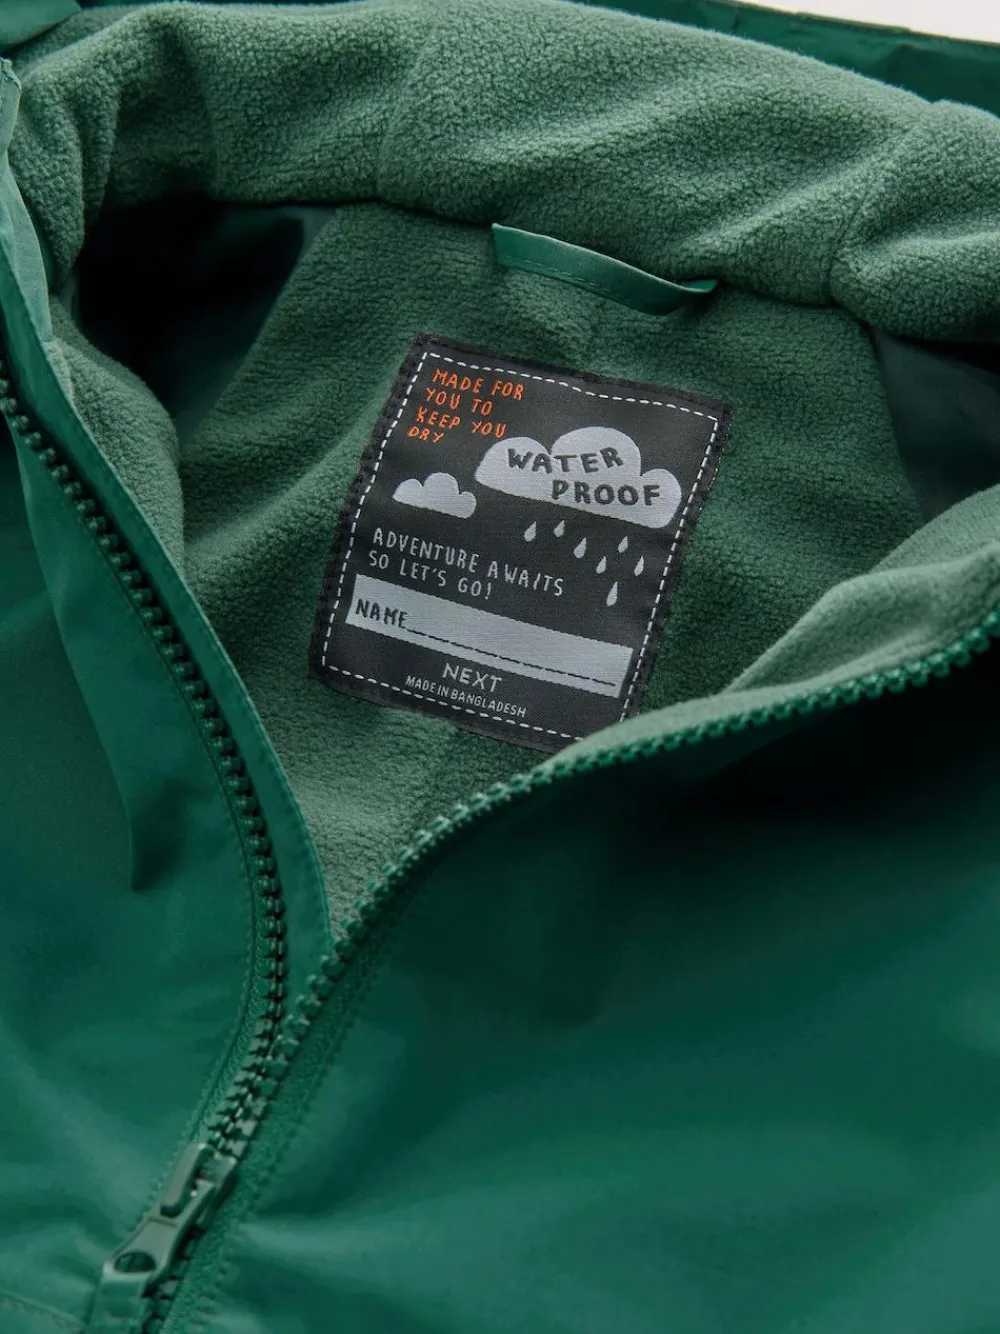 MADE FOR
YOU TO
KEEP YOU
DRY
WATER
PROOF
ADVENTURE AWAITS
SO LET'S GO!
NAME
NEXT
MADE IN BANGLADESH